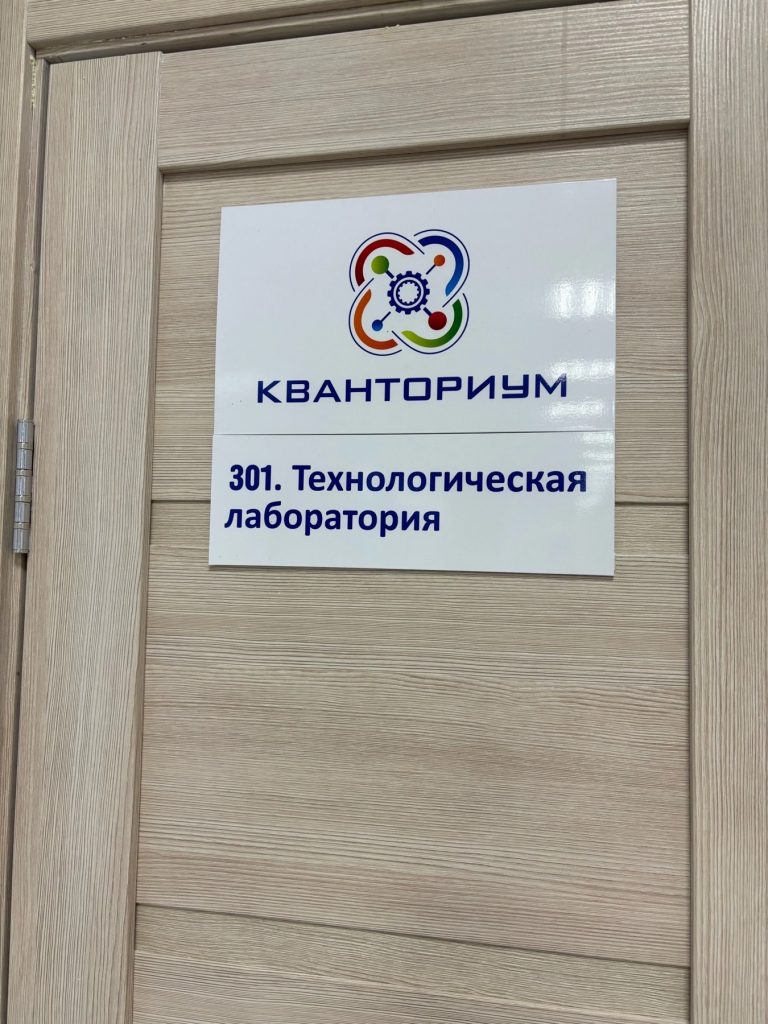 КВАНТОРИУМ
301. Технологическая
лаборатория